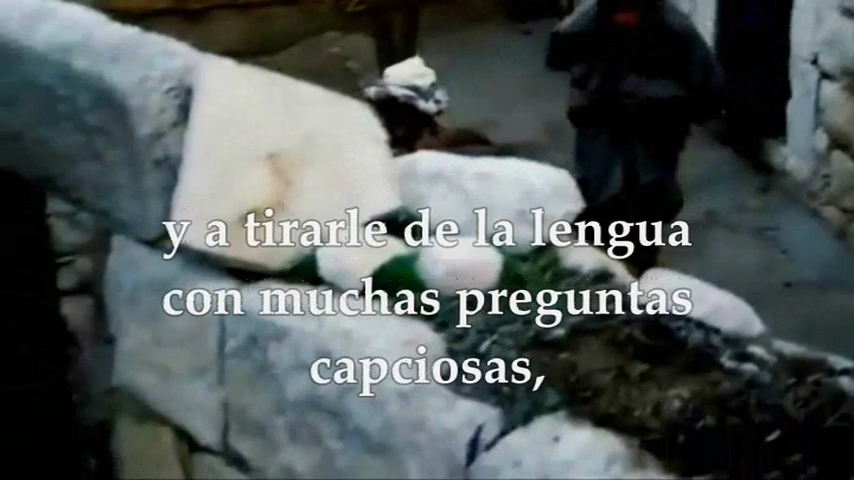 y a tirarle de la lengua
con muchas preguntas
capciosas,